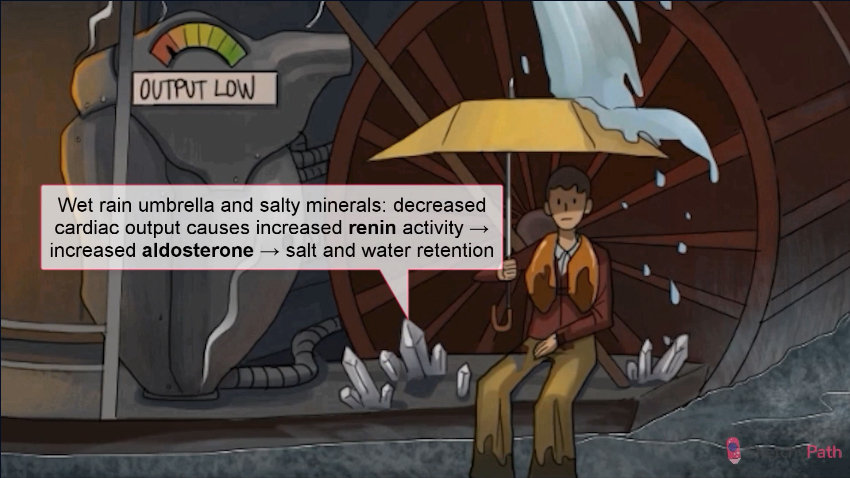 OUTPUT LOW
Wet rain umbrella and salty minerals: decreased
cardiac output causes increased renin activity →
increased aldosterone → salt and water retention
Path